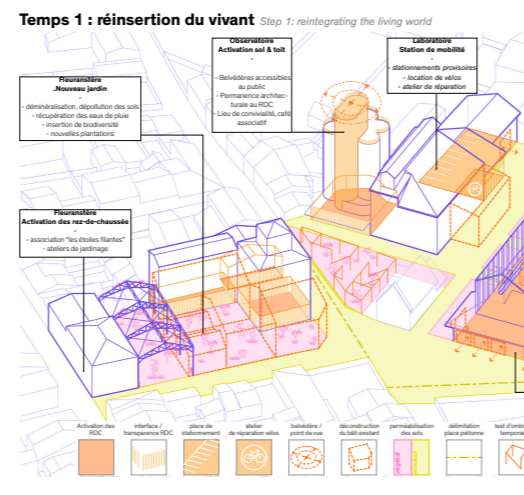 Temps 1 : réinsertion du vivant Step 1: reintegrating the living world
Observatoire
Activation sol & toit
-
- Belvédères accessibles
au public
- Permanence architec-
turale au RDC
- Lieu de convivialité, café
associatif
Laboratoire
Station de mobilité
-
- stationnements provisoires
- location de vélos
- atelier de réparation
Fleuranstère
.Nouveau jardin
-
- déminéralisation, dépollution des sols
- récupération des eaux de pluie
- insertion de biodiversité
- nouvelles plantations
Fleuranstère
Activation des rez-de-chaussée
-
- association "les étoiles filantes"
- ateliers de jardinage
Activation des
RDC
interface /
transparence RDC
place de
stationnement
atelier
de réparation vélos
belvédère /
point de vue
déconstruction
du bâti existant
perméabilisation
des sols
végétal
délimitation
place piétonne
test d'ombr
tempora